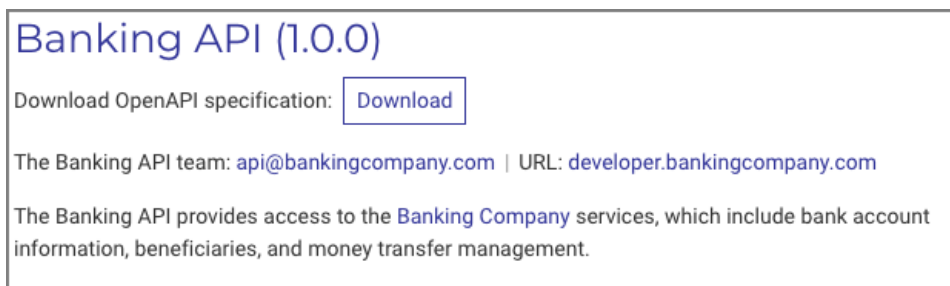 Banking API (1.0.0)
Download OpenAPI specification: Download
The Banking API team: api@bankingcompany.com | URL: developer.bankingcompany.com
The Banking API provides access to the Banking Company services, which include bank account
information, beneficiaries, and money transfer management.